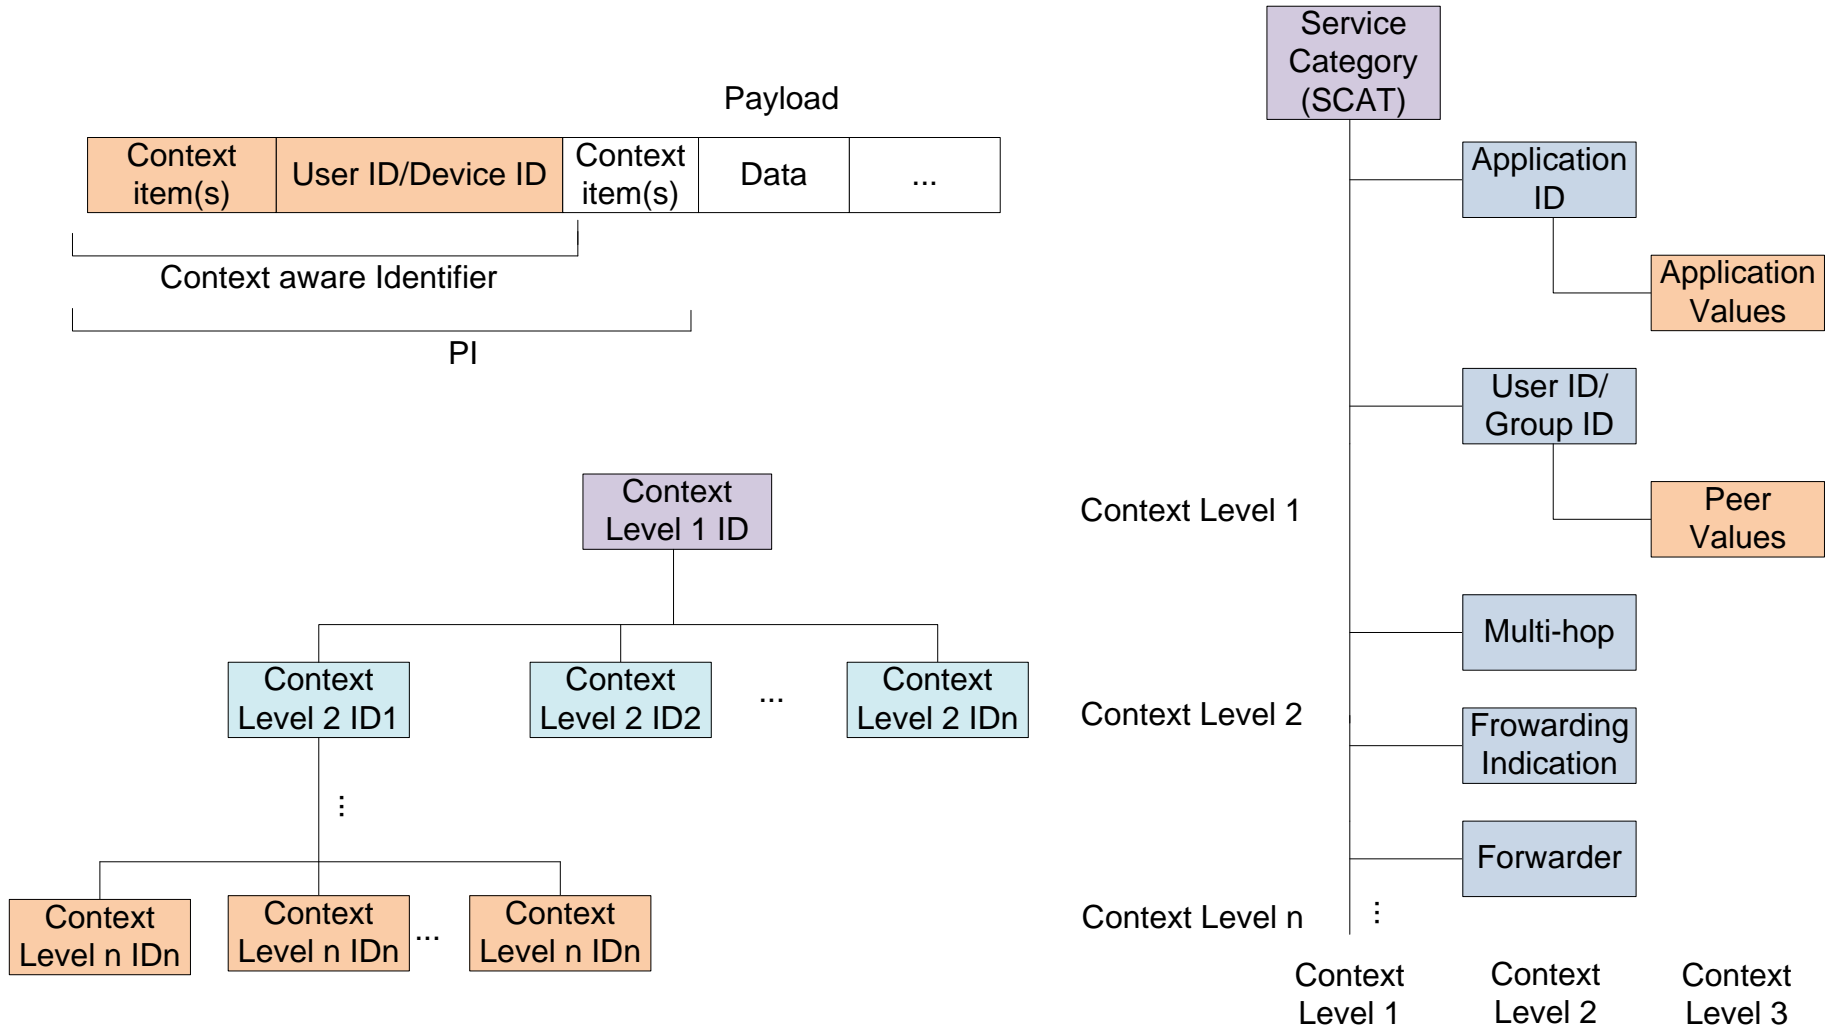 Payload
Context
item(s)
User ID/Device ID
Context
item(s)
Data
...
Context aware Identifier
PI
Context
Level 1 ID
Context
Level 2 ID1
Context
Level 2 ID2
...
Context
Level 2 IDn
...
Context
Level n IDn
Context
Level n IDn
...
Context
Level n IDn
Context Level 1
Context Level 2
Context Level n
Service
Category
(SCAT)
Application
ID
Application
Values
User ID/
Group ID
Peer
Values
Multi-hop
Frowarding
Indication
Forwarder
...
Context
Level 1
Context
Level 2
Context
Level 3